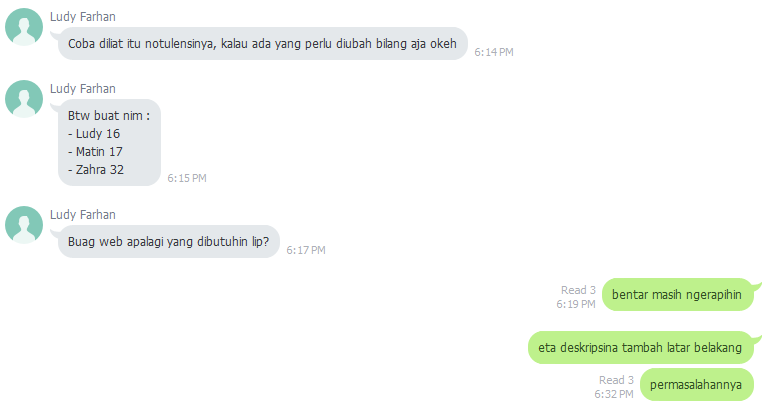 Ludy Farhan
Coba diliat itu notulensinya, kalau ada yang perlu diubah bilang aja okeh
6:14 PM
Ludy Farhan
Btw buat nim :
- Ludy 16
- Matin 17
- Zahra 32
6:15 PM
Ludy Farhan
Buag web apalagi yang dibutuhin lip?
6:17 PM
Read 3
6:19 PM
bentar masih ngerapihin
eta deskripsina tambah latar belakang
Read 3
6:32 PM
permasalahannya